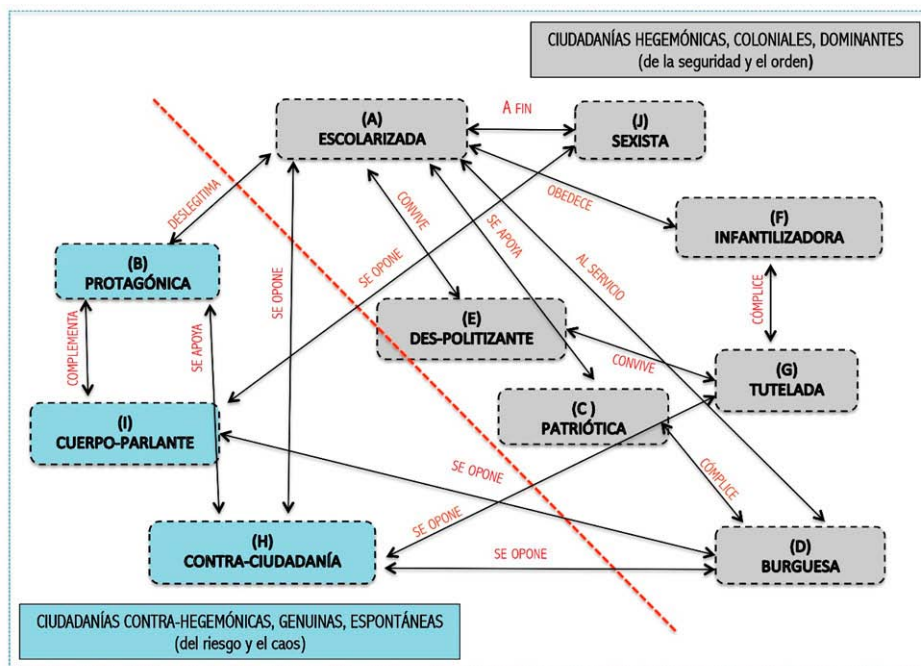 CIUDADANÍAS HEGEMÓNICAS, COLONIALES, DOMINANTES
(de la seguridad y el orden)
(A)
ESCOLARIZADA
A FIN
(J)
SEXISTA
DESLEGITIMA
CONVIVE
SE APOYA
OBEDECE
(F)
INFANTILIZADORA
(B)
PROTAGÓNICA
SE OPONE
SE OPONE
AL SERVICIO
CÓMPLICE
COMPLEMENTA
SE APOYA
(E)
DES-POLITIZANTE
CONVIVE
(G)
TUTELADA
(I)
CUERPO-PARLANTE
(C )
PATRIÓTICA
SE OPONE
CÓMPLICE
SE OPONE
(H)
CONTRA-CIUDADANÍA
SE OPONE
(D)
BURGUESA
CIUDADANÍAS CONTRA-HEGEMÓNICAS, GENUINAS, ESPONTÁNEAS
(del riesgo y el caos)